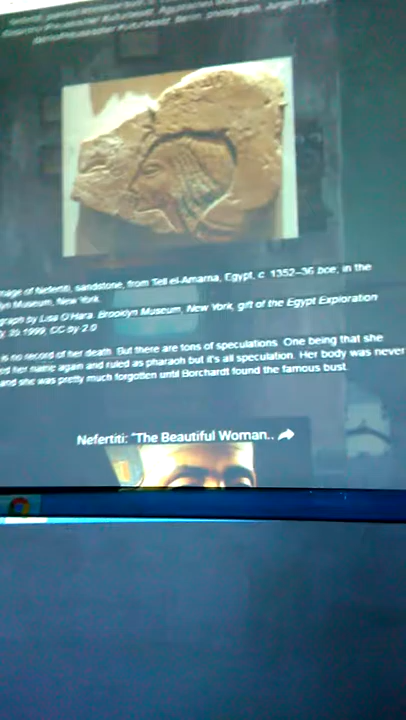 mage of Nefertiti, sandstone, from Tell el-Amarna, Egypt, c. 1352–36 bce, in the
lyn Museum, New York.
graph by Lisa O'Hara. Brooklyn Museum, New York, gift of the Egypt Exploration
y, 35.1999, CC-by-2.0
is no record of her death. But there are tons of speculations. One being that she
ed her name again and ruled as pharaoh but it's all speculation. Her body was never
and she was pretty much forgotten until Borchardt found the famous bust.
Nefertiti: "The Beautiful Woman..